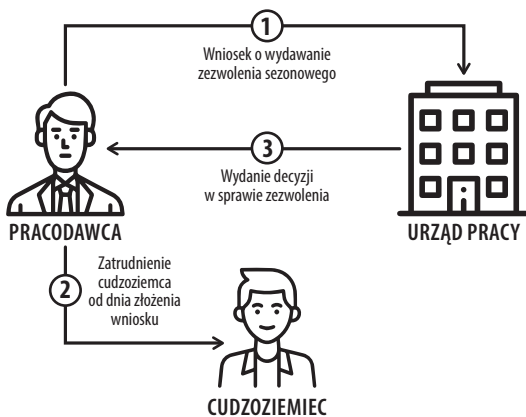 1
Wniosek o wydawanie
zezwolenia sezonowego
3
Wydanie decyzji
w sprawie zezwolenia
PRACODAWCA
URZĄD PRACY
2
Zatrudnienie
cudzoziemca
od dnia złożenia
wniosku
CUDZOZIEMIEC